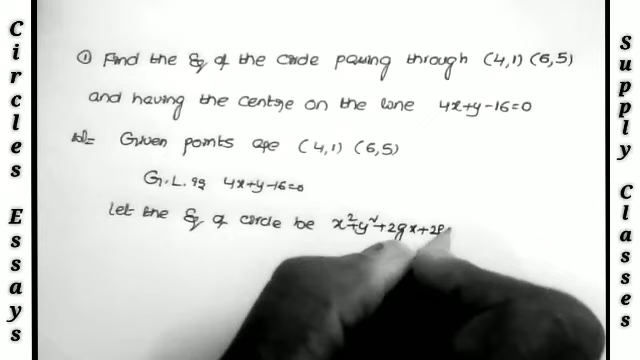 Circles Essays
① Find the Eq of the circle passing through (4,1) (6,5)
and having the centre on the line 4x+y-16=0
Sol= Given points are (4,1) (6,5)
G.L. is 4x+y-16=0
let the Eq of circle be x²+y²+2gx+2f
Supply Classes